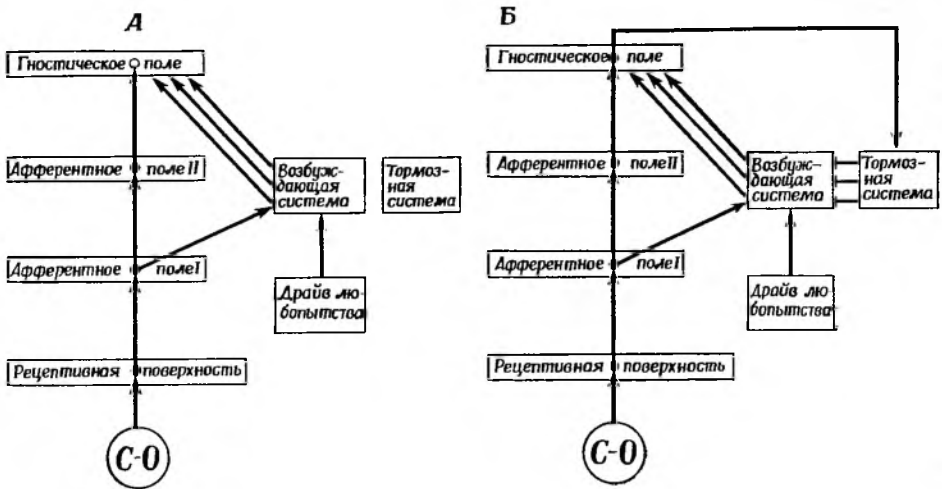 А
Гностическое поле
Афферентное поле II
Возбуж-
дающая
система
Тормоз-
ная
система
Афферентное поле I
Драйв лю-
бопытства
Рецептивная поверхность
С-О
Б
Гностическое поле
Афферентное поле II
Возбуж-
дающая
система
Тормоз-
ная
система
Афферентное поле I
Драйв лю-
бопытства
Рецептивная поверхность
С-О